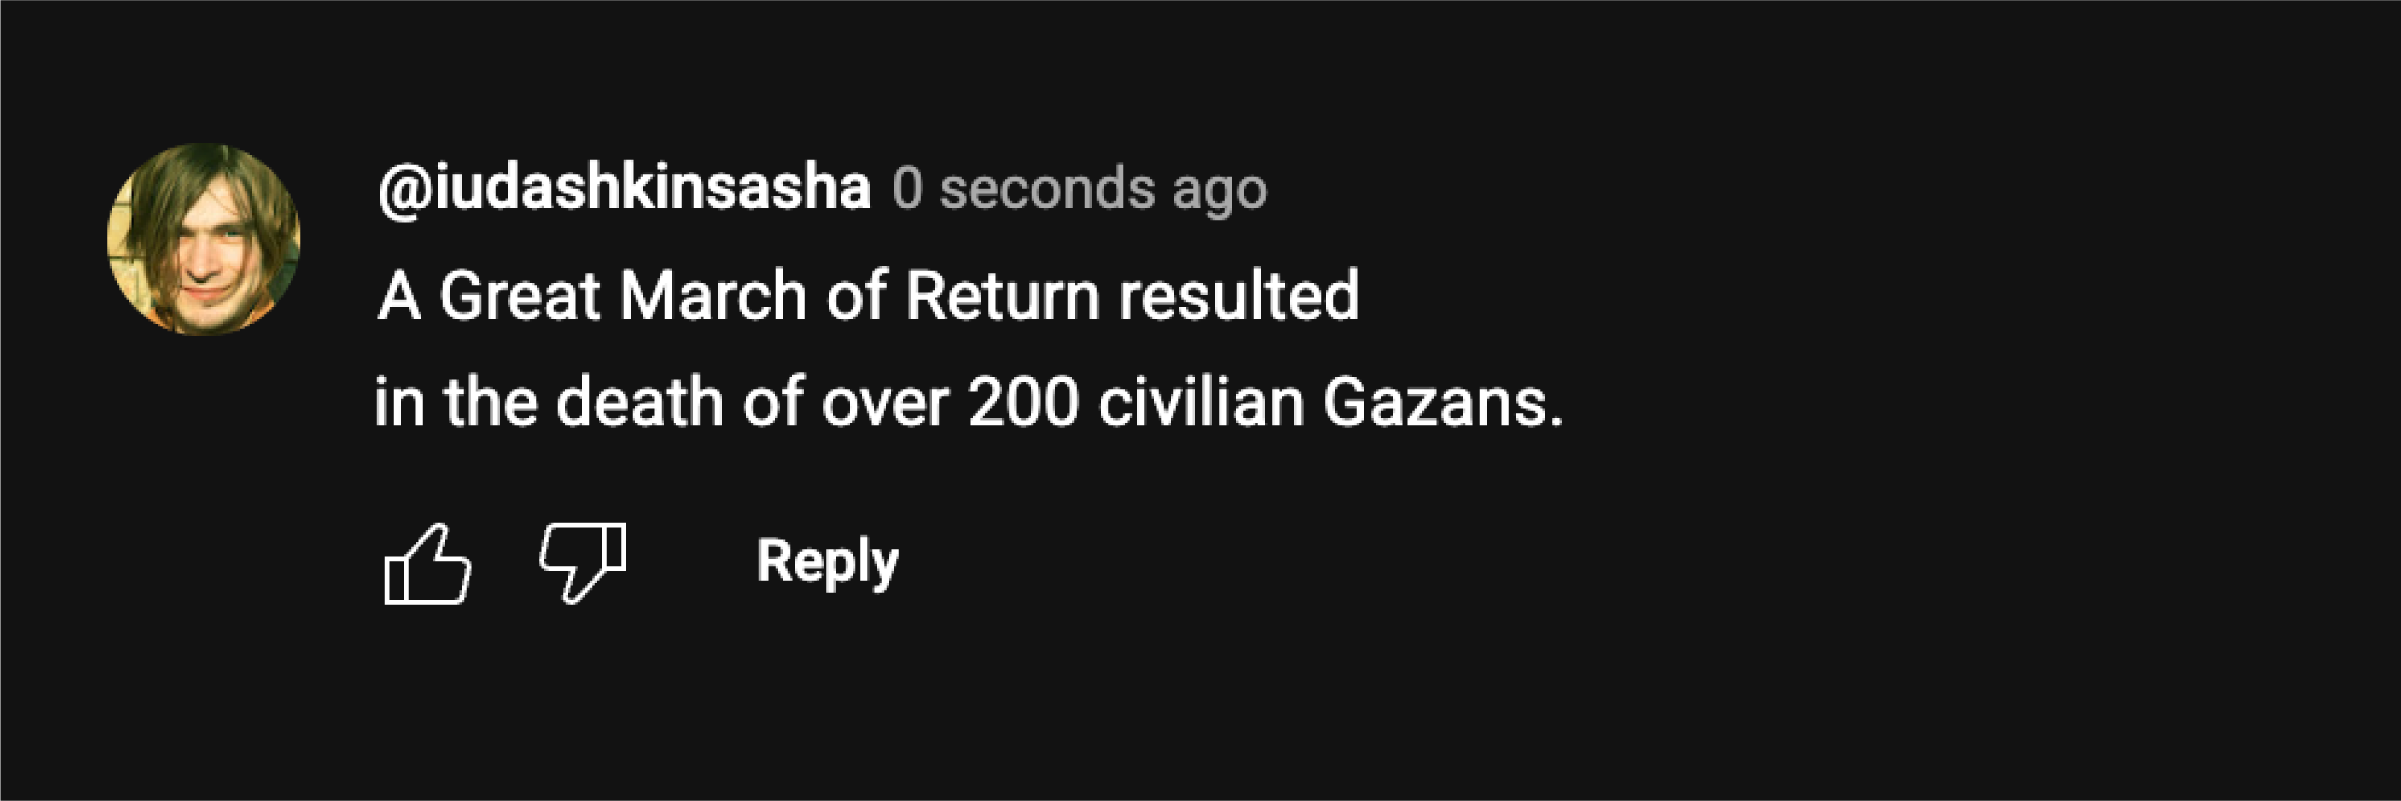 @iudashkinsasha 0 seconds ago
A Great March of Return resulted
in the death of over 200 civilian Gazans.
Reply